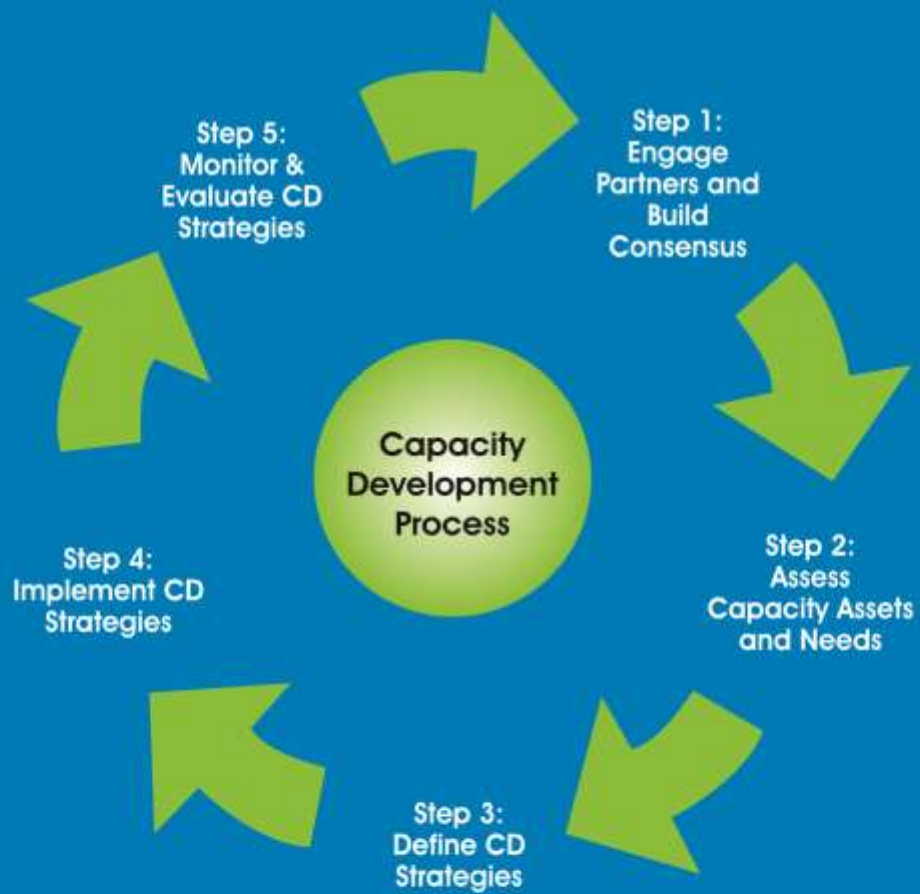 Step 1:
Engage
Partners and
Build
Consensus
Step 2:
Assess
Capacity Assets
and Needs
Step 3:
Define CD
Strategies
Step 4:
Implement CD
Strategies
Step 5:
Monitor &
Evaluate CD
Strategies
Capacity
Development
Process